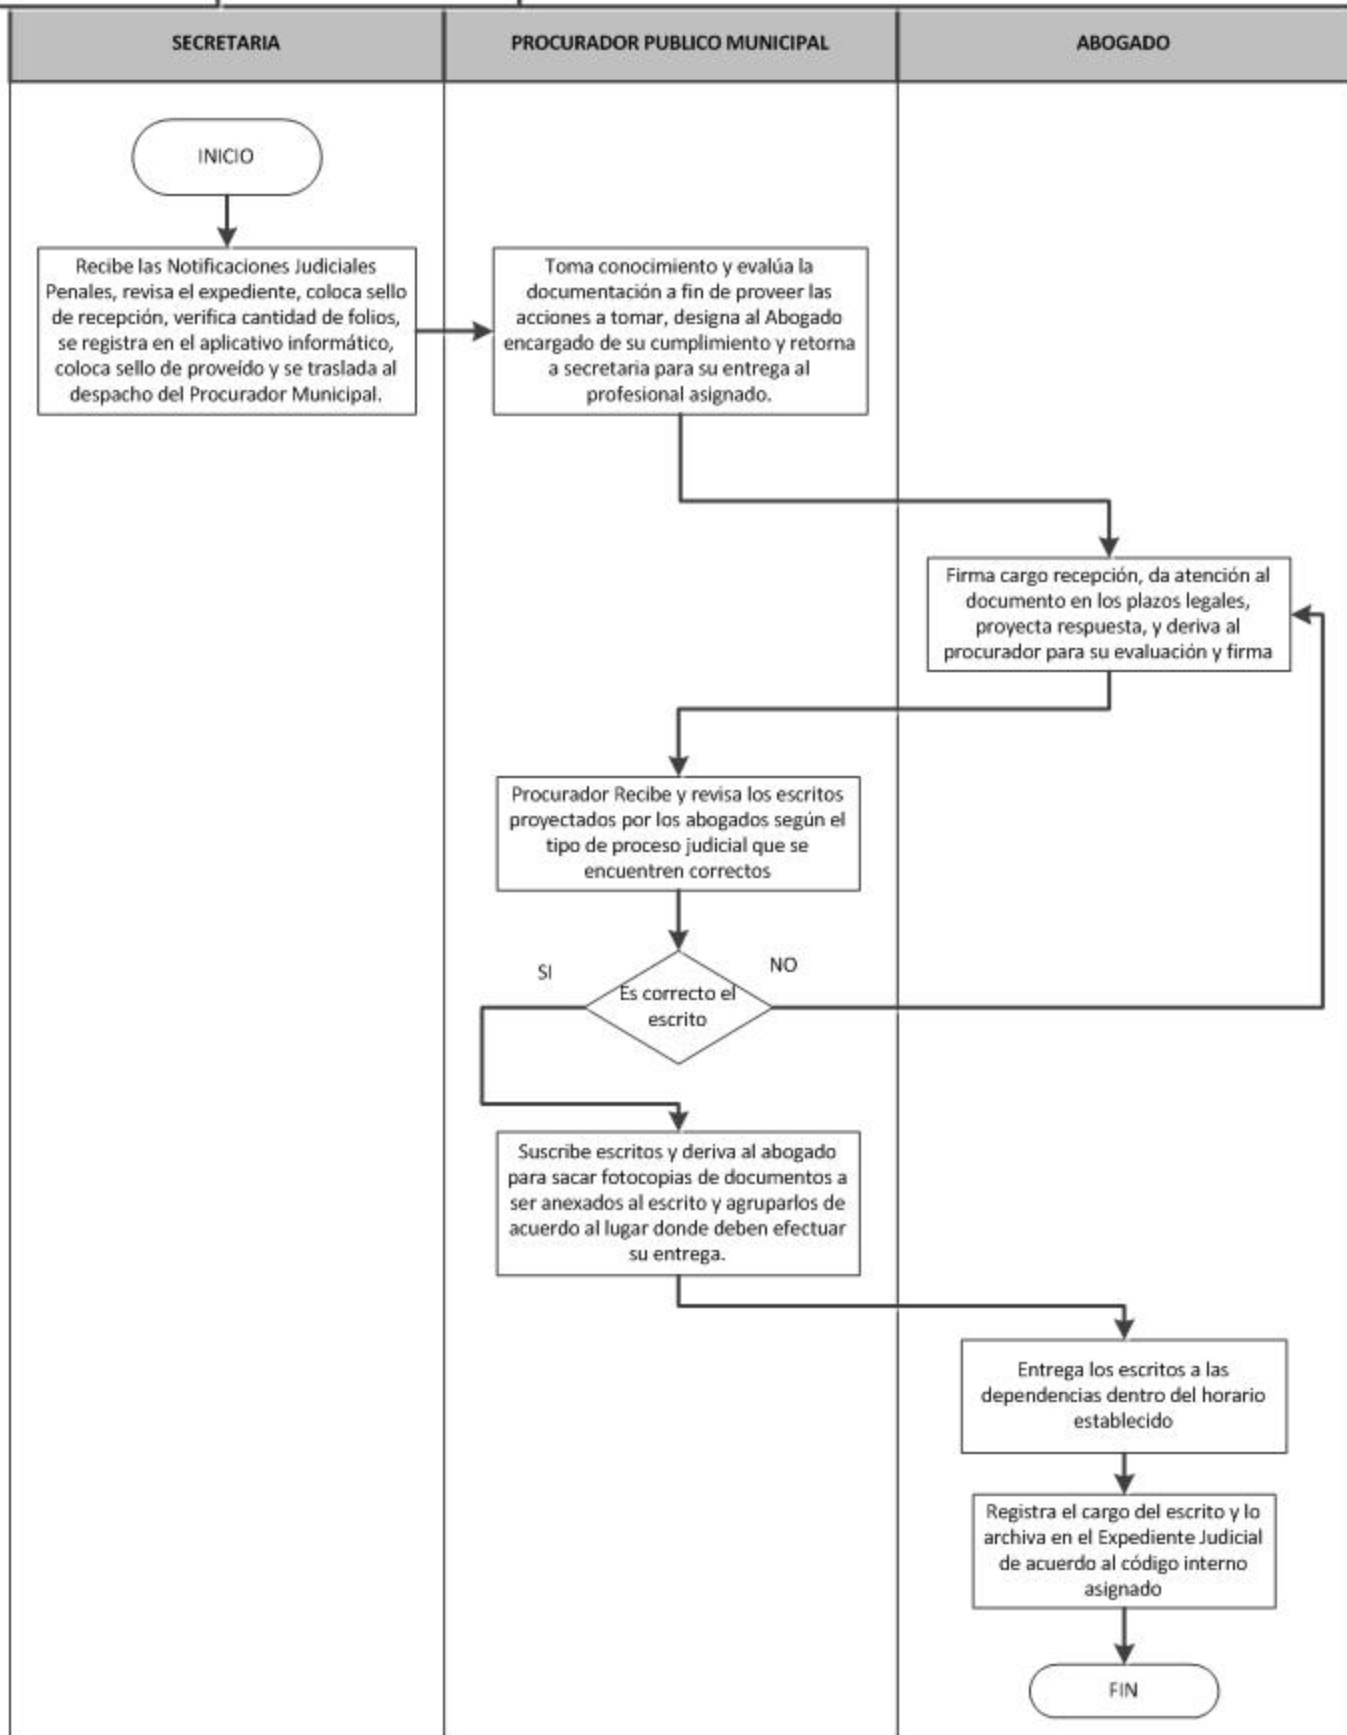 SECRETARIA
PROCURADOR PUBLICO MUNICIPAL
ABOGADO
INICIO
Recibe las Notificaciones Judiciales
Penales, revisa el expediente, coloca sello
de recepción, verifica cantidad de folios,
se registra en el aplicativo informático,
coloca sello de proveído y se traslada al
despacho del Procurador Municipal.
Toma conocimiento y evalúa la
documentación a fin de proveer las
acciones a tomar, designa al Abogado
encargado de su cumplimiento y retorna
a secretaria para su entrega al
profesional asignado.
Firma cargo recepción, da atención al
documento en los plazos legales,
proyecta respuesta, y deriva al
procurador para su evaluación y firma
Procurador Recibe y revisa los escritos
proyectados por los abogados según el
tipo de proceso judicial que se
encuentren correctos
SI
NO
Es correcto el
escrito
Suscribe escritos y deriva al abogado
para sacar fotocopias de documentos a
ser anexados al escrito y agruparlos de
acuerdo al lugar donde deben efectuar
su entrega.
Entrega los escritos a las
dependencias dentro del horario
establecido
Registra el cargo del escrito y lo
archiva en el Expediente Judicial
de acuerdo al código interno
asignado
FIN